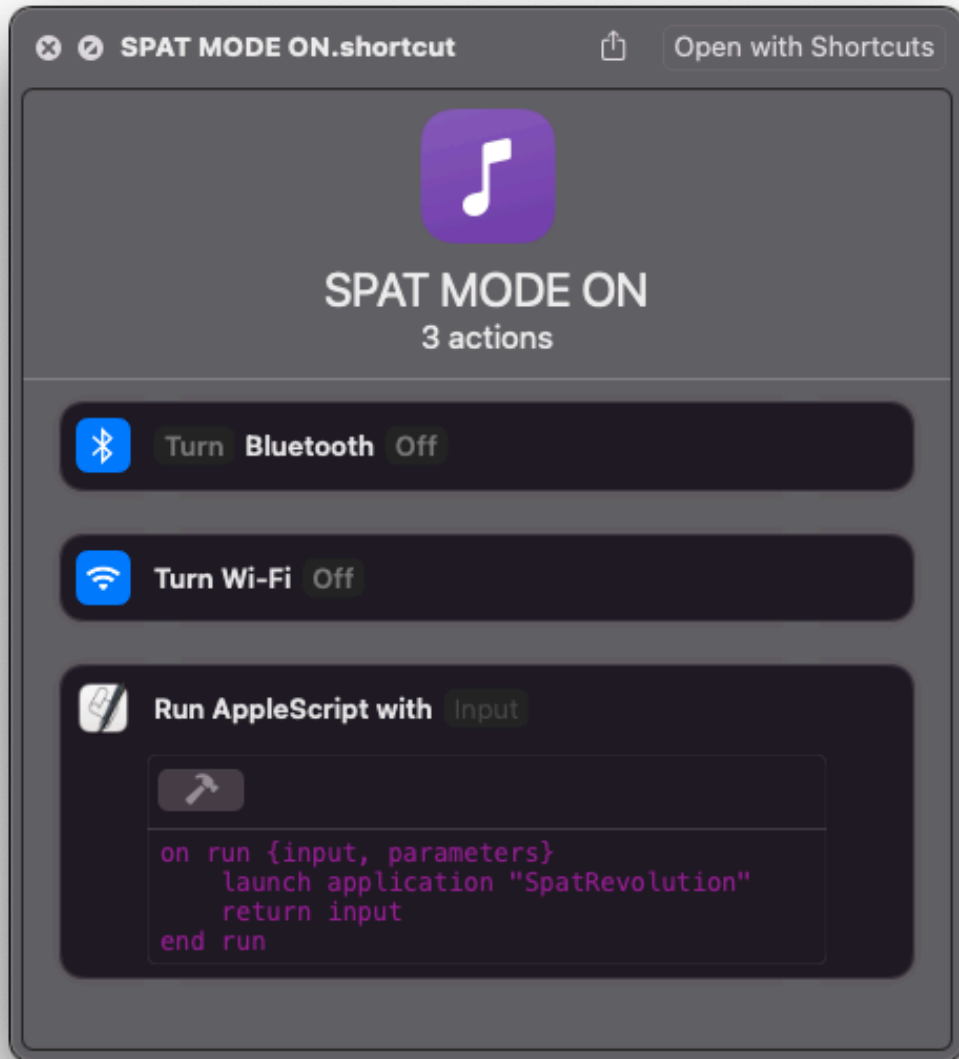 SPAT MODE ON.shortcut Open with Shortcuts
SPAT MODE ON
3 actions
Turn Bluetooth Off
Turn Wi-Fi Off
Run AppleScript with Input
on run {input, parameters}
    launch application "SpatRevolution"
    return input
end run